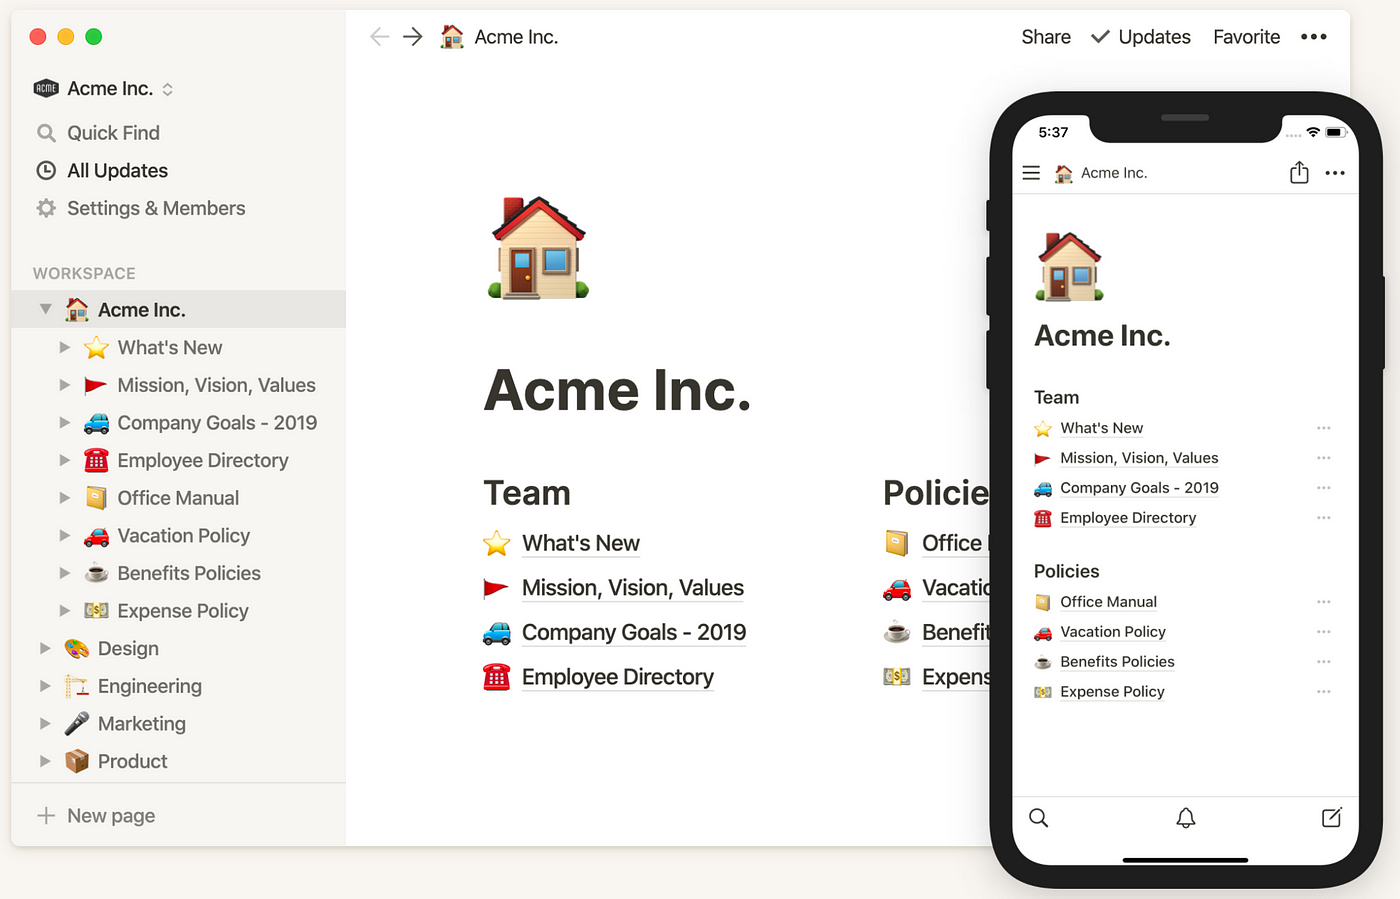 Acme Inc.
Share
Updates
Favorite
ACME
Acme Inc.
Quick Find
All Updates
Settings & Members
WORKSPACE
Acme Inc.
What's New
Mission, Vision, Values
Company Goals - 2019
Employee Directory
Office Manual
Vacation Policy
Benefits Policies
Expense Policy
Design
Engineering
Marketing
Product
New page
Acme Inc.
Team
What's New
Mission, Vision, Values
Company Goals - 2019
Employee Directory
Policie
Office
Vacatio
Benefit
Expens
5:37
Acme Inc.
Acme Inc.
Team
What's New
Mission, Vision, Values
Company Goals - 2019
Employee Directory
Policies
Office Manual
Vacation Policy
Benefits Policies
Expense Policy